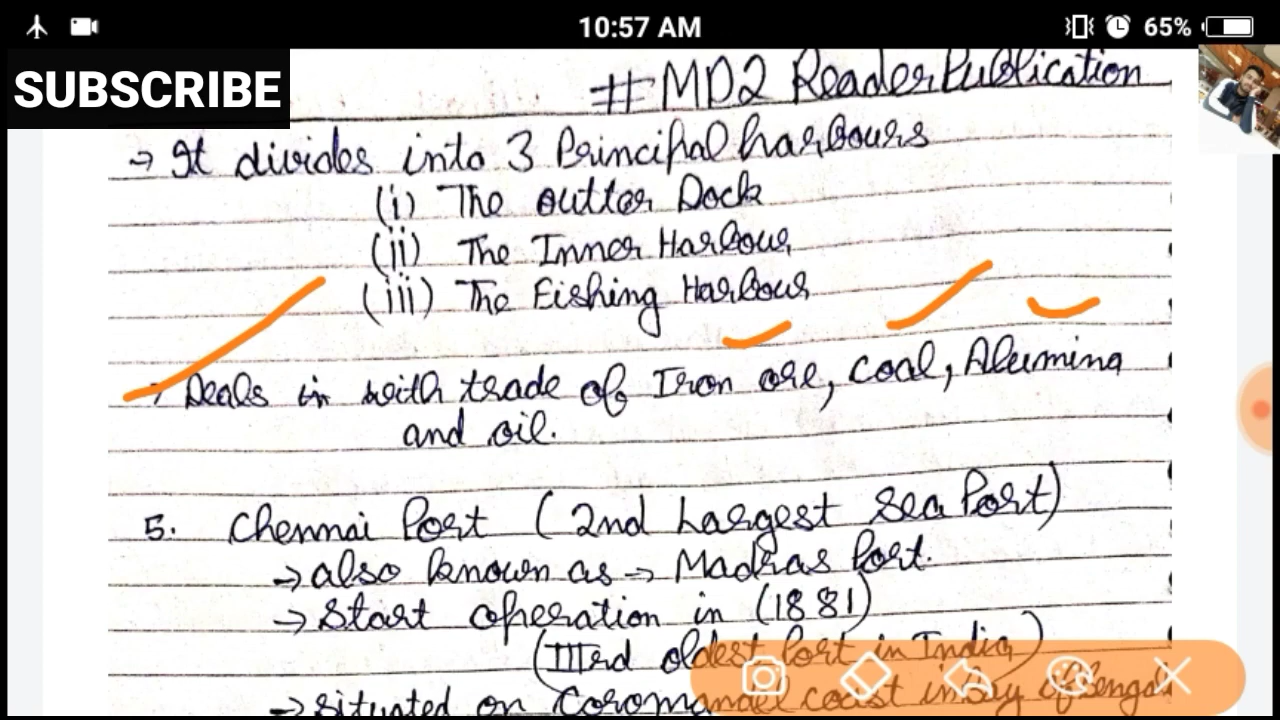 10:57 AM
65%
SUBSCRIBE
#MD2 Reader Publication
→ It divides into 3 Principal harbours
(i) The outter Dock
(ii) The Inner Harbour
(iii) The Fishing Harbour
→ Deals in with trade of Iron ore, coal, Alumina
and oil.
5. Chennai Port (2nd Largest Sea Port)
→ also known as → Madras Port.
→ Start operation in (1881)
(IIIrd oldest Port in India)
→ situated on Coromandel coast in Bay of Bengal